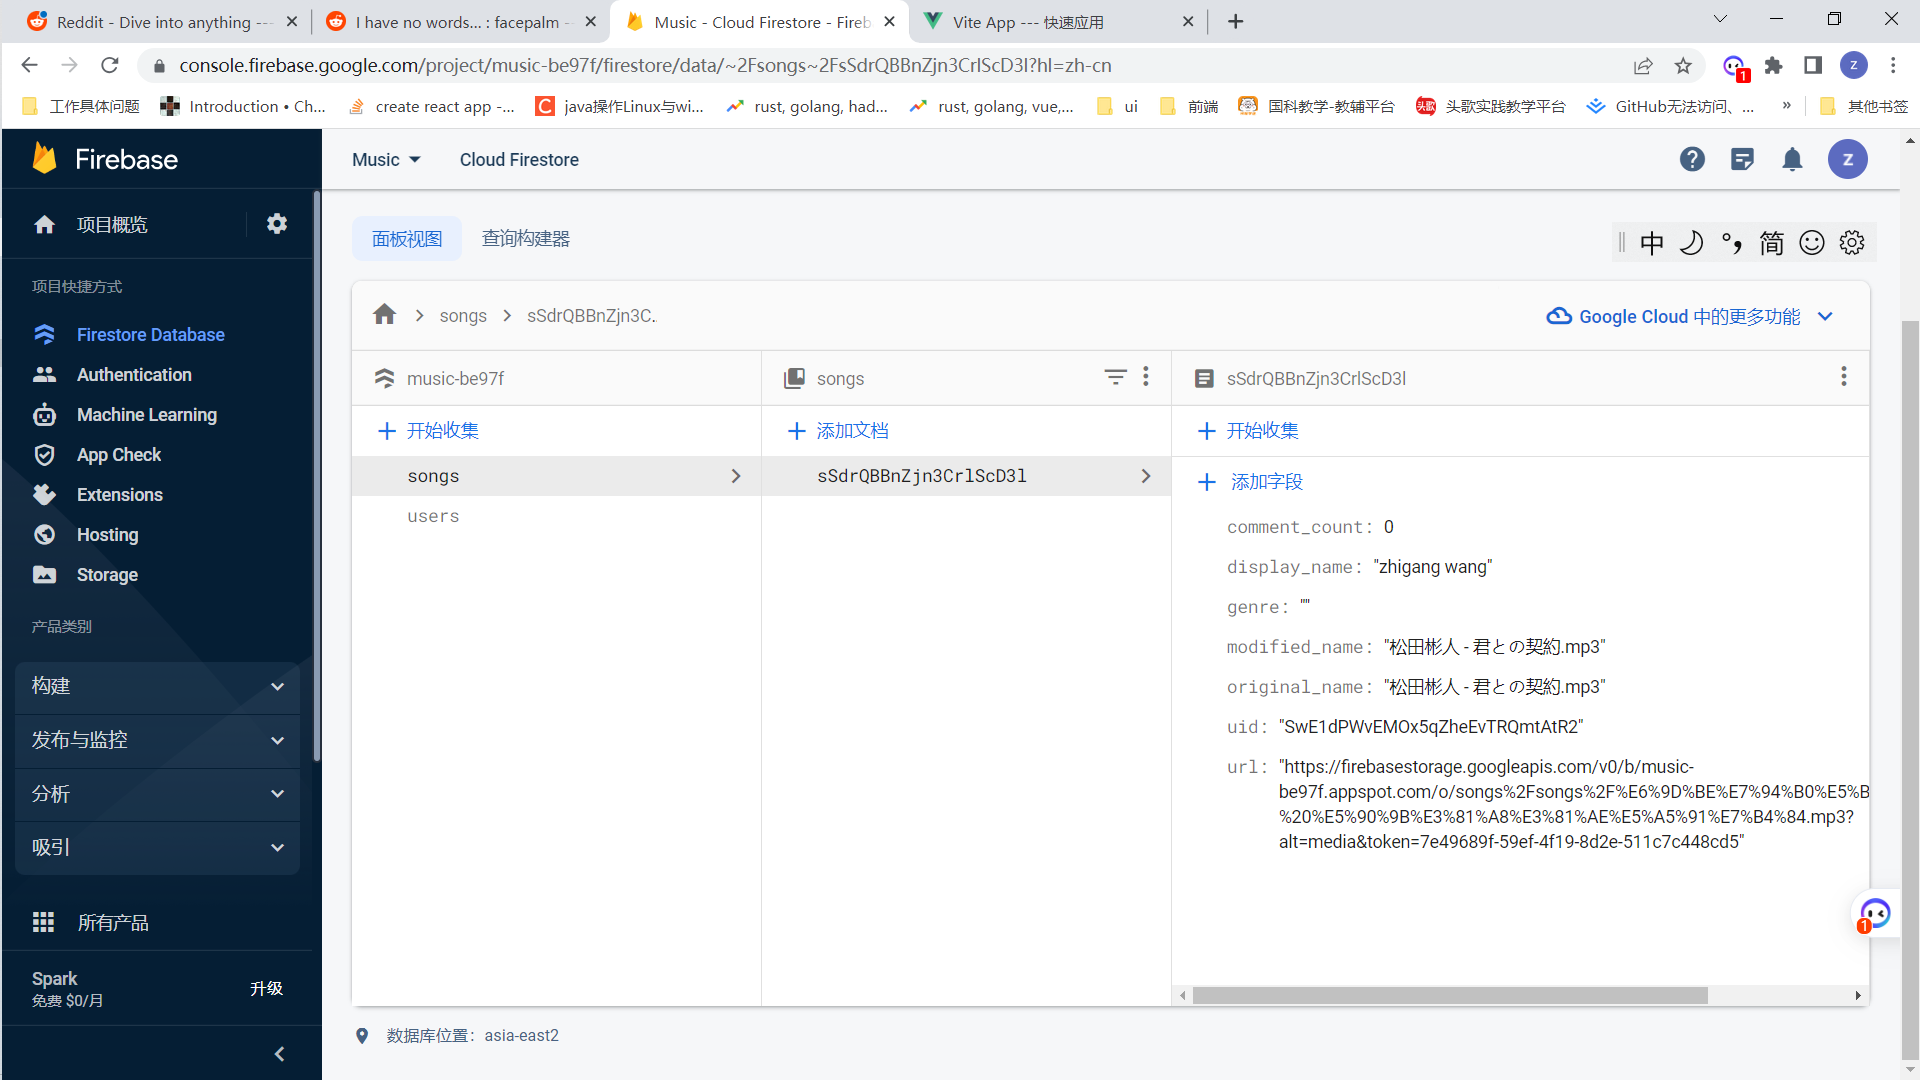 Reddit - Dive into anything ---
I have no words... : facepalm -
Music - Cloud Firestore - Fireb
Vite App --- 快速应用
console.firebase.google.com/project/music-be97f/firestore/data/~2Fsongs~2FsSdrQBBnZjn3CrlScD3l?hl=zh-cn
1
z
工作具体问题
Introduction • Ch...
create react app -...
java操作Linux与wi...
rust, golang, had...
rust, golang, vue,...
ui
前端
国科教学-教辅平台
头歌
头歌实践教学平台
GitHub无法访问、...
»
其他书签
Firebase
Music
Cloud Firestore
z
项目概览
面板视图
查询构建器
中
简
项目快捷方式
songs
sSdrQBBnZjn3C..
Google Cloud 中的更多功能
Firestore Database
Authentication
Machine Learning
App Check
Extensions
Hosting
Storage
产品类别
构建
发布与监控
分析
吸引
所有产品
Spark
免费 $0/月
升级
music-be97f
开始收集
songs
users
songs
添加文档
sSdrQBBnZjn3CrlScD3l
sSdrQBBnZjn3CrlScD3l
开始收集
添加字段
comment_count: 0
display_name: "zhigang wang"
genre: ""
modified_name: "松田彬人 - 君との契約.mp3"
original_name: "松田彬人 - 君との契約.mp3"
uid: "SwE1dPWvEMOx5qZheEvTRQmtAtR2"
url: "https://firebasestorage.googleapis.com/v0/b/music-
be97f.appspot.com/o/songs%2Fsongs%2F%E6%9D%BE%E7%94%B0%E5%B
%20%E5%90%9B%E3%81%A8%E3%81%AE%E5%A5%91%E7%B4%84.mp3?
alt=media&token=7e49689f-59ef-4f19-8d2e-511c7c448cd5"
1
数据库位置：asia-east2